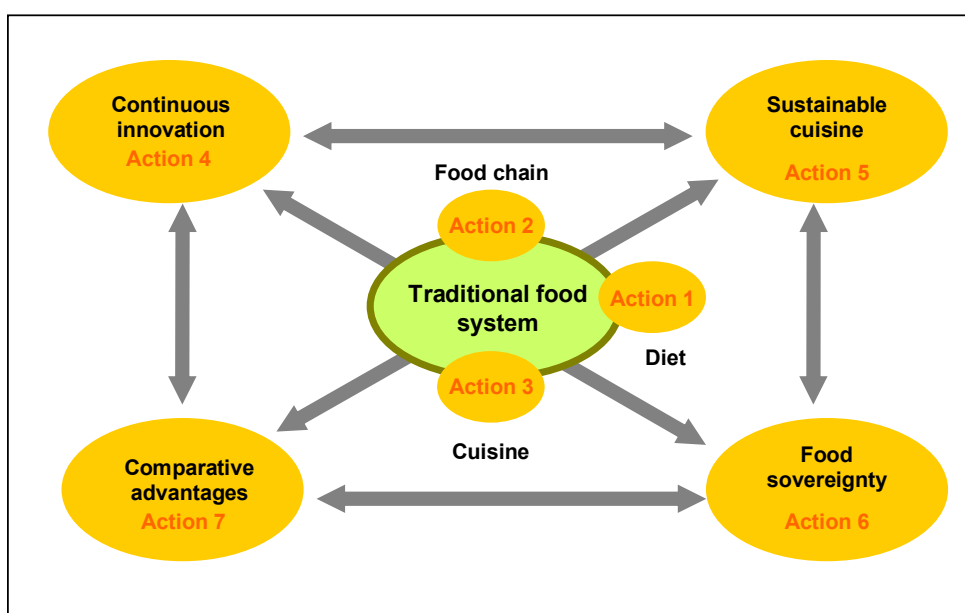 Continuous
innovation
Action 4
Sustainable
cuisine
Action 5
Food chain
Action 2
Traditional food
system
Action 1
Diet
Action 3
Cuisine
Comparative
advantages
Action 7
Food
sovereignty
Action 6